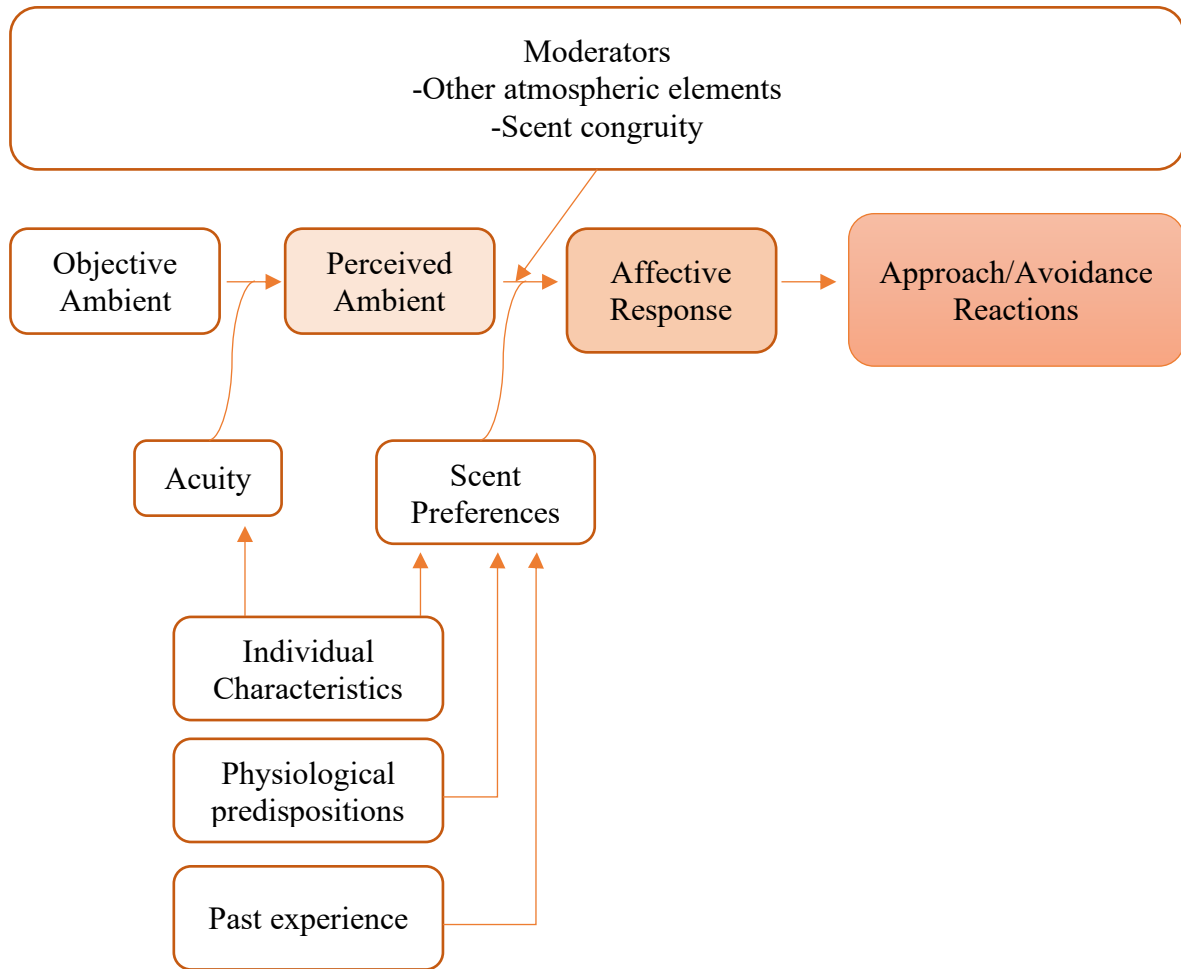 Moderators
-Other atmospheric elements
-Scent congruity
Objective
Ambient
Perceived
Ambient
Affective
Response
Approach/Avoidance
Reactions
Acuity
Scent
Preferences
Individual
Characteristics
Physiological
predispositions
Past experience